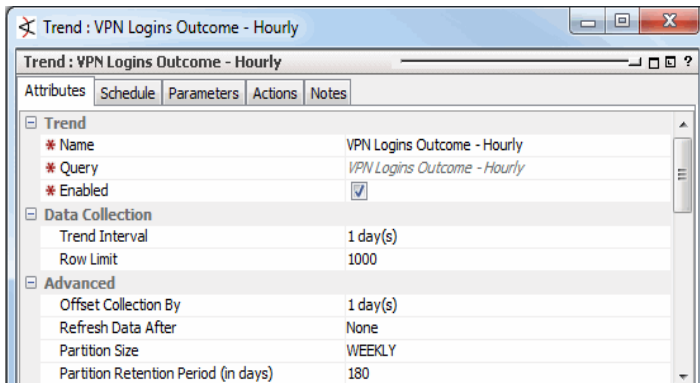 Trend : VPN Logins Outcome - Hourly
Trend : VPN Logins Outcome - Hourly ?
Attributes Schedule Parameters Actions Notes
Trend
* Name VPN Logins Outcome - Hourly
* Query VPN Logins Outcome - Hourly
* Enabled
Data Collection
Trend Interval 1 day(s)
Row Limit 1000
Advanced
Offset Collection By 1 day(s)
Refresh Data After None
Partition Size WEEKLY
Partition Retention Period (in days) 180